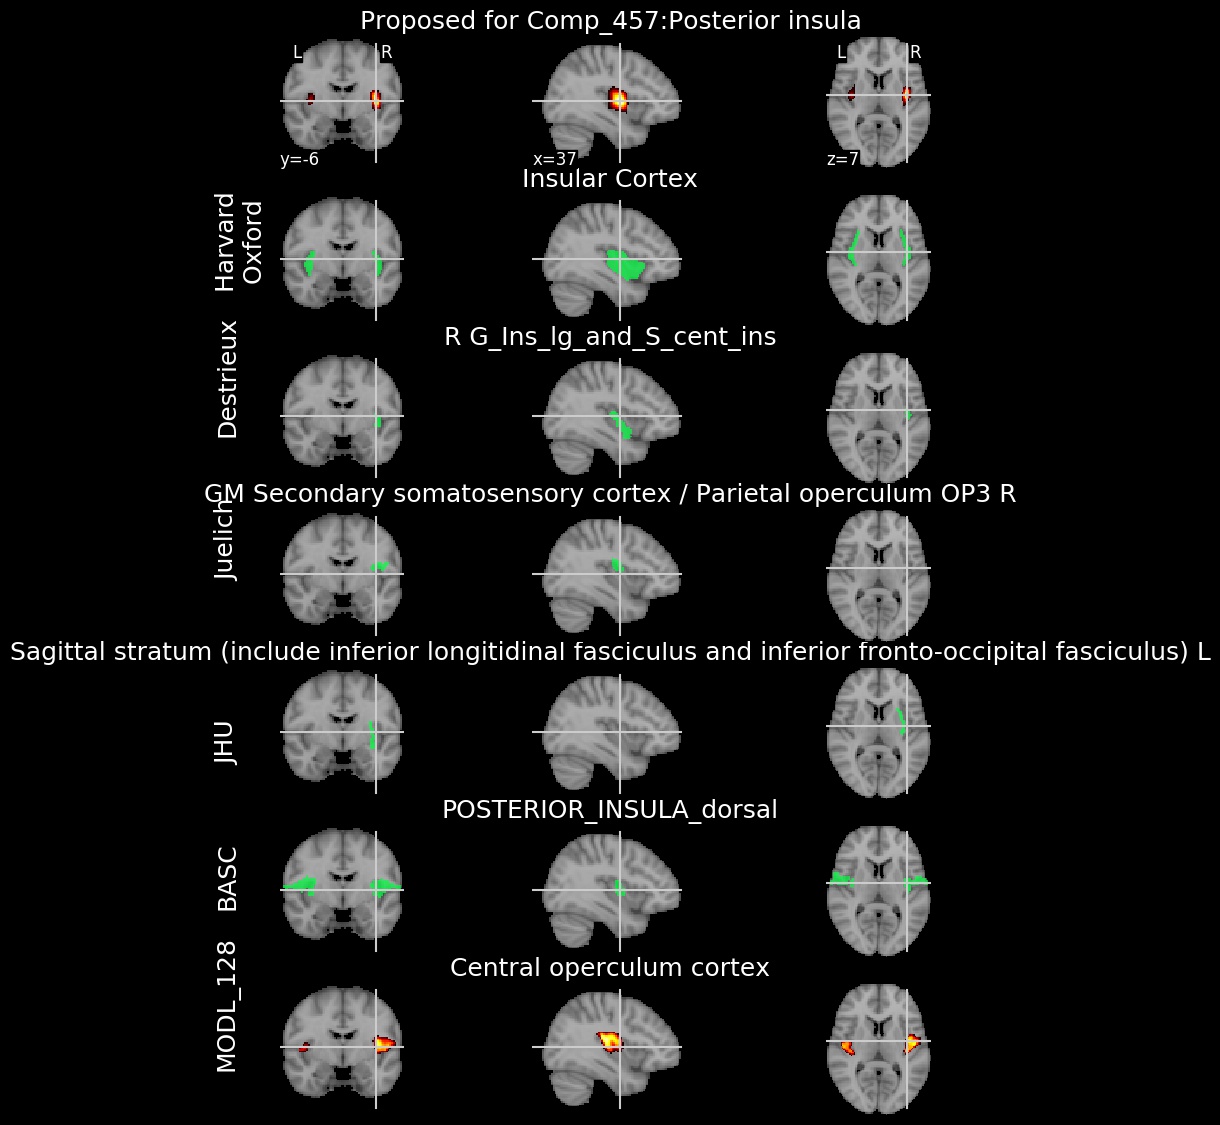 Proposed for Comp_457:Posterior insula
L R
L R
y=-6
x=37
z=7
Insular Cortex
Harvard
Oxford
R G_Ins_lg_and_S_cent_ins
Destrieux
GM Secondary somatosensory cortex / Parietal operculum OP3 R
Juelich
Sagittal stratum (include inferior longitidinal fasciculus and inferior fronto-occipital fasciculus) L
JHU
POSTERIOR_INSULA_dorsal
BASC
Central operculum cortex
MODL_128